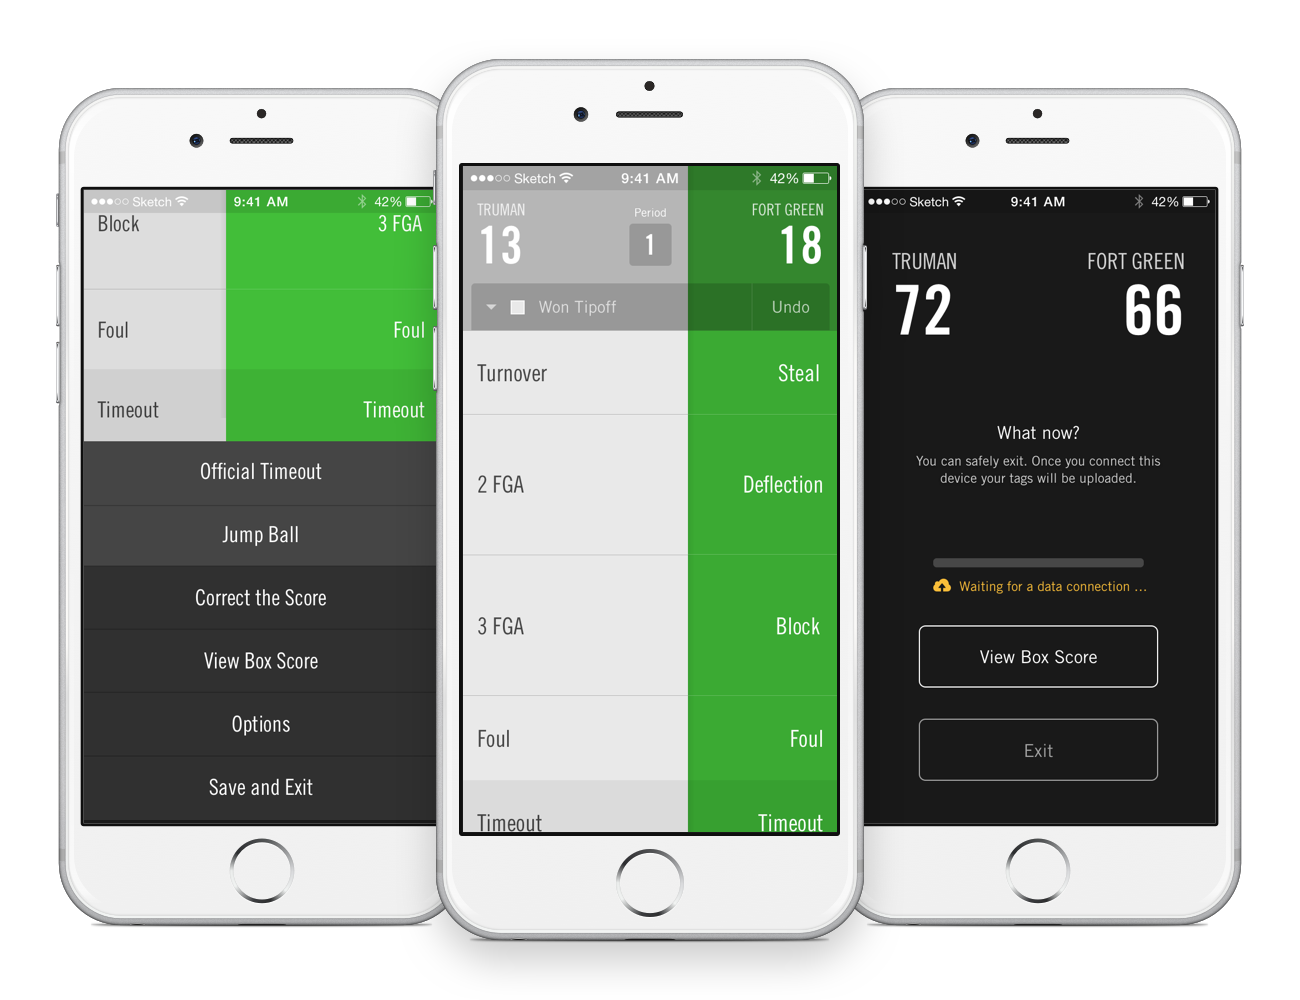 ●●●○○ Sketch 9:41 AM 42%
Block 3 FGA
Foul Foul
Timeout Timeout
Official Timeout
Jump Ball
Correct the Score
View Box Score
Options
Save and Exit
●●●○○ Sketch 9:41 AM 42%
TRUMAN Period FORT GREEN
13 1 18
Won Tipoff Undo
Turnover Steal
2 FGA Deflection
3 FGA Block
Foul Foul
Timeout Timeout
●●●○○ Sketch 9:41 AM 42%
TRUMAN FORT GREEN
72 66
What now?
You can safely exit. Once you connect this
device your tags will be uploaded.
Waiting for a data connection ...
View Box Score
Exit